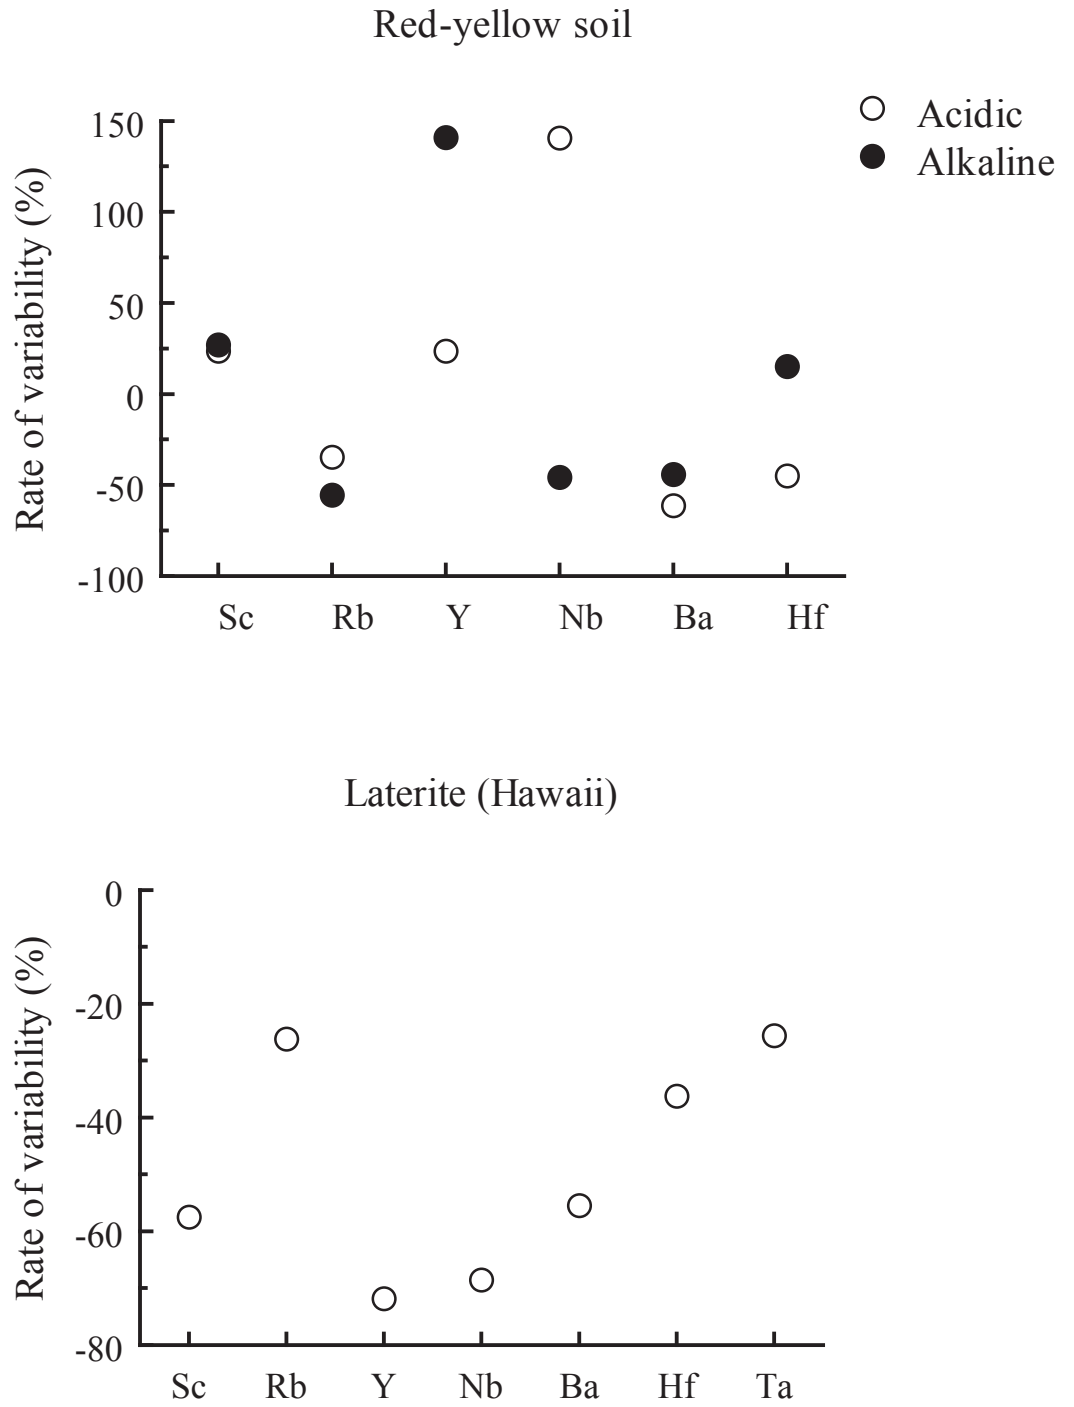 Red-yellow soil
Acidic
Alkaline
Rate of variability (%)
150
100
50
0
-50
-100
Sc Rb Y Nb Ba Hf
Laterite (Hawaii)
Rate of variability (%)
0
-20
-40
-60
-80
Sc Rb Y Nb Ba Hf Ta